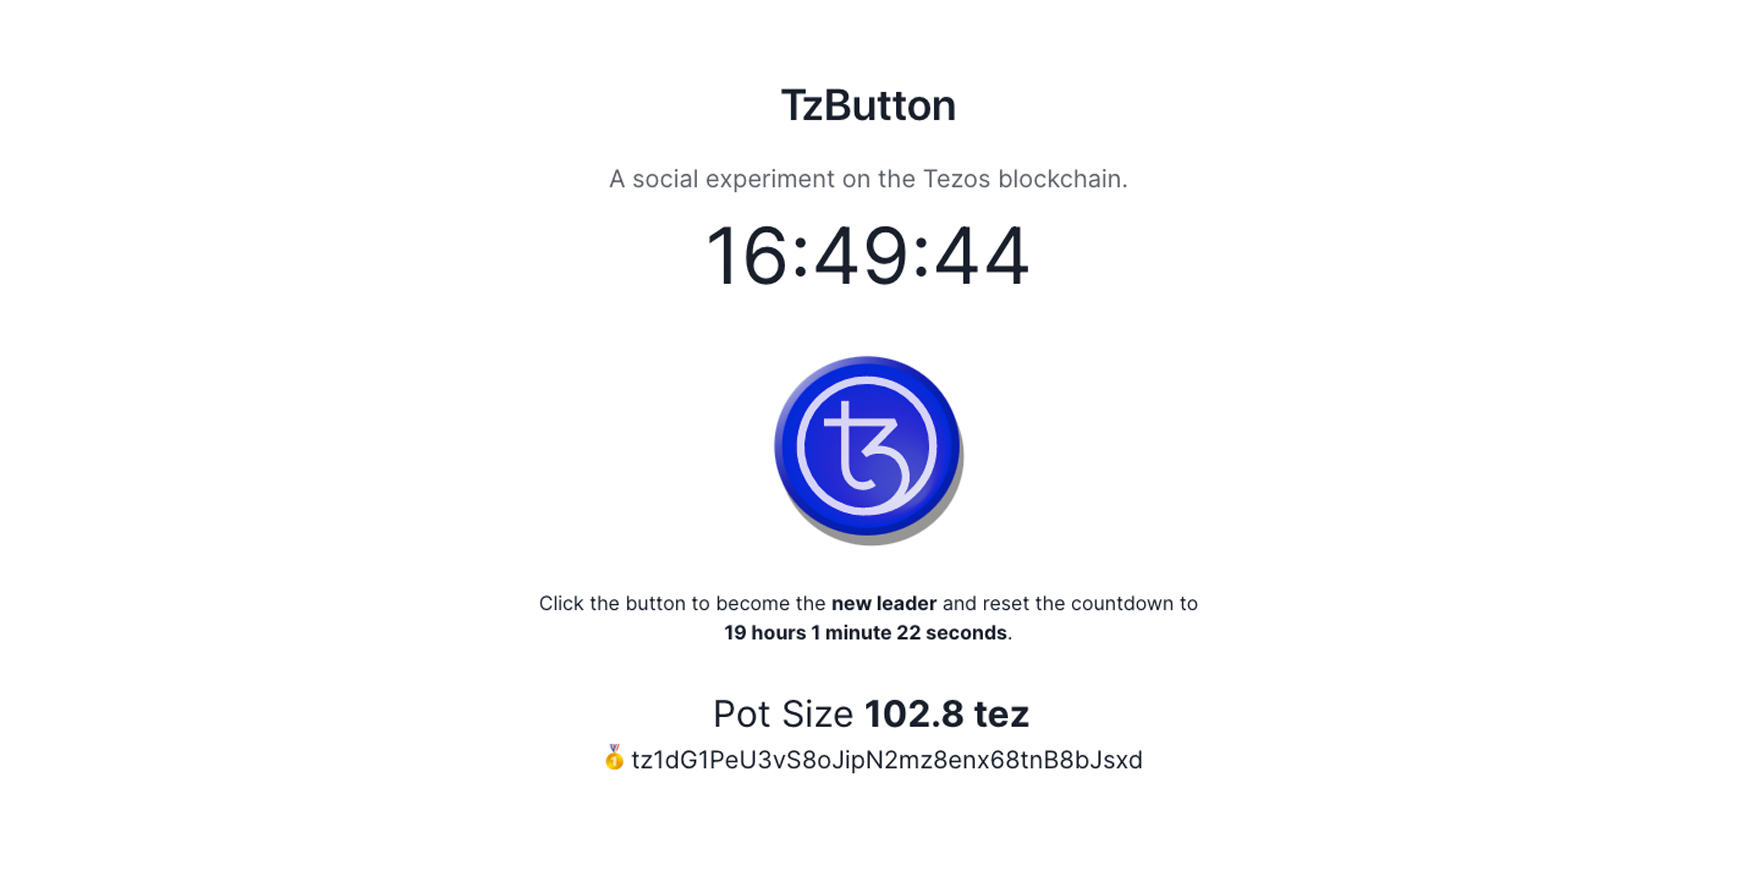 TzButton
A social experiment on the Tezos blockchain.
16:49:44
Click the button to become the new leader and reset the countdown to
19 hours 1 minute 22 seconds.
Pot Size 102.8 tez
tz1dG1PeU3vS8oJipN2mz8enx68tnB8bJsxd